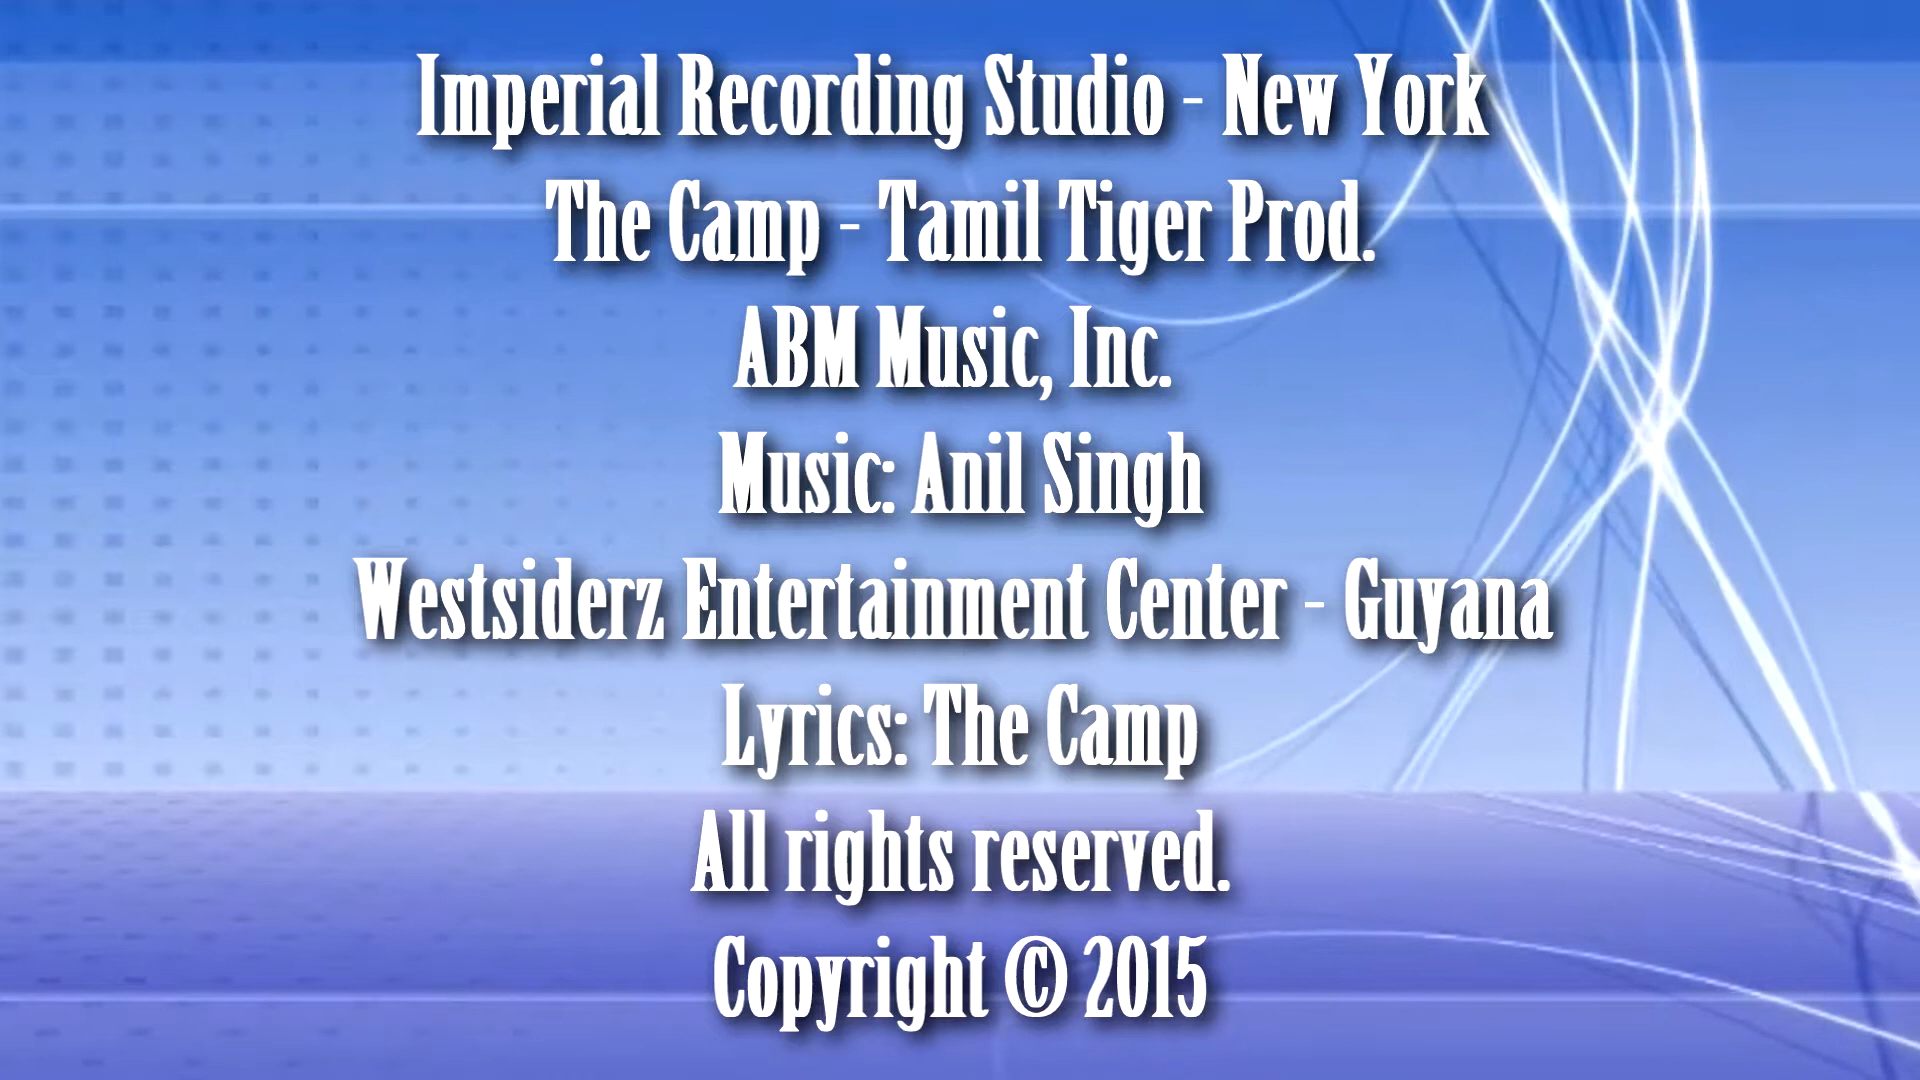 Imperial Recording Studio - New York
The Camp - Tamil Tiger Prod.
ABM Music, Inc.
Music: Anil Singh
Westsiderz Entertainment Center - Guyana
Lyrics: The Camp
All rights reserved.
Copyright © 2015